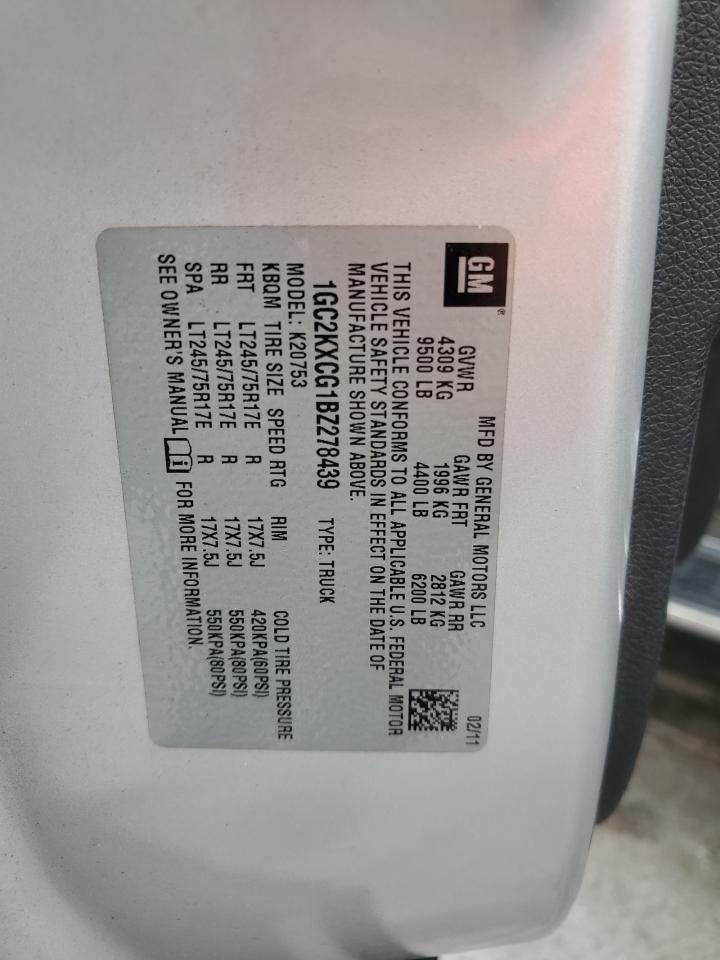 GM®
MFD BY GENERAL MOTORS LLC 02/11
GVWR GAWR FRT GAWR RR
4309 KG 1996 KG 2812 KG
9500 LB 4400 LB 6200 LB
THIS VEHICLE CONFORMS TO ALL APPLICABLE U.S. FEDERAL MOTOR
VEHICLE SAFETY STANDARDS IN EFFECT ON THE DATE OF
MANUFACTURE SHOWN ABOVE.
1GC2KXCG1BZ278439 TYPE: TRUCK
MODEL: K20753
KBQM TIRE SIZE SPEED RTG RIM COLD TIRE PRESSURE
FRT LT245/75R17E R 17X7.5J 420KPA(60PSI)
RR LT245/75R17E R 17X7.5J 550KPA(80PSI)
SPA LT245/75R17E R 17X7.5J 550KPA(80PSI)
SEE OWNER'S MANUAL i FOR MORE INFORMATION.